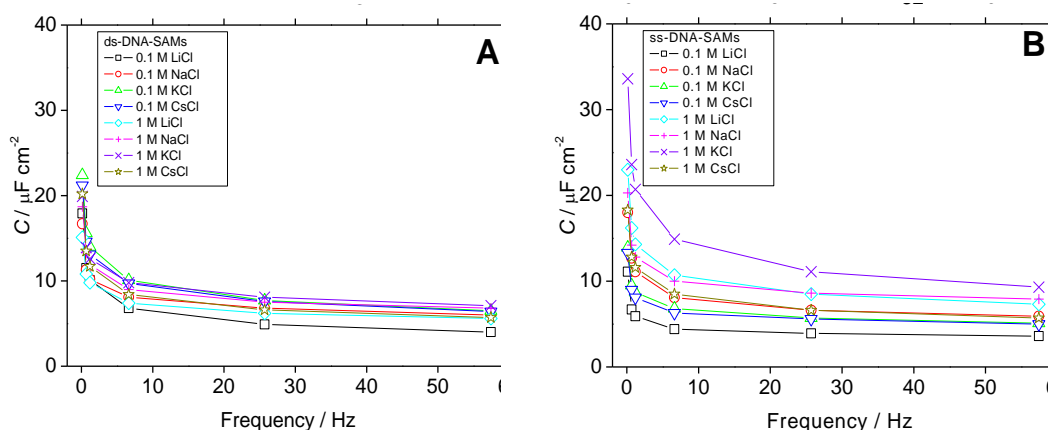 40
30
20
10
0
C / μF cm-2
ds-DNA-SAMs
0.1 M LiCl
0.1 M NaCl
0.1 M KCl
0.1 M CsCl
1 M LiCl
1 M NaCl
1 M KCl
1 M CsCl
A
0 10 20 30 40 50 6
Frequency / Hz
40
30
20
10
0
C / μF cm-2
ss-DNA-SAMs
0.1 M LiCl
0.1 M NaCl
0.1 M KCl
0.1 M CsCl
1 M LiCl
1 M NaCl
1 M KCl
1 M CsCl
B
0 10 20 30 40 50 6
Frequency / Hz